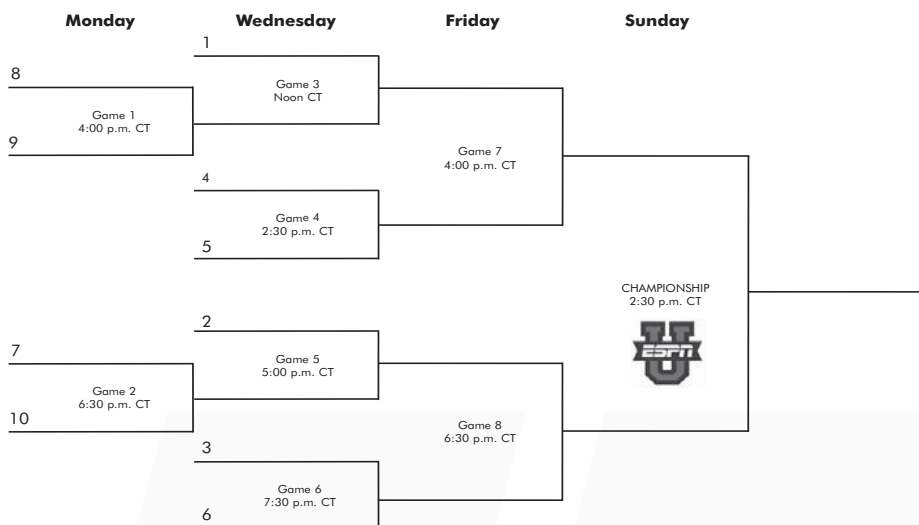 Monday Wednesday Friday Sunday
1
8
Game 3
Noon CT
Game 1
4:00 p.m. CT
9
Game 7
4:00 p.m. CT
4
Game 4
2:30 p.m. CT
5
CHAMPIONSHIP
2:30 p.m. CT
U
ESPN
2
7
Game 5
5:00 p.m. CT
Game 2
6:30 p.m. CT
10
Game 8
6:30 p.m. CT
3
Game 6
7:30 p.m. CT
6